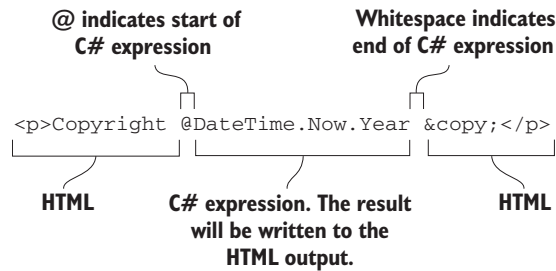 @ indicates start of
C# expression
Whitespace indicates
end of C# expression
<p>Copyright @DateTime.Now.Year &copy;</p>
HTML
C# expression. The result
will be written to the
HTML output.
HTML